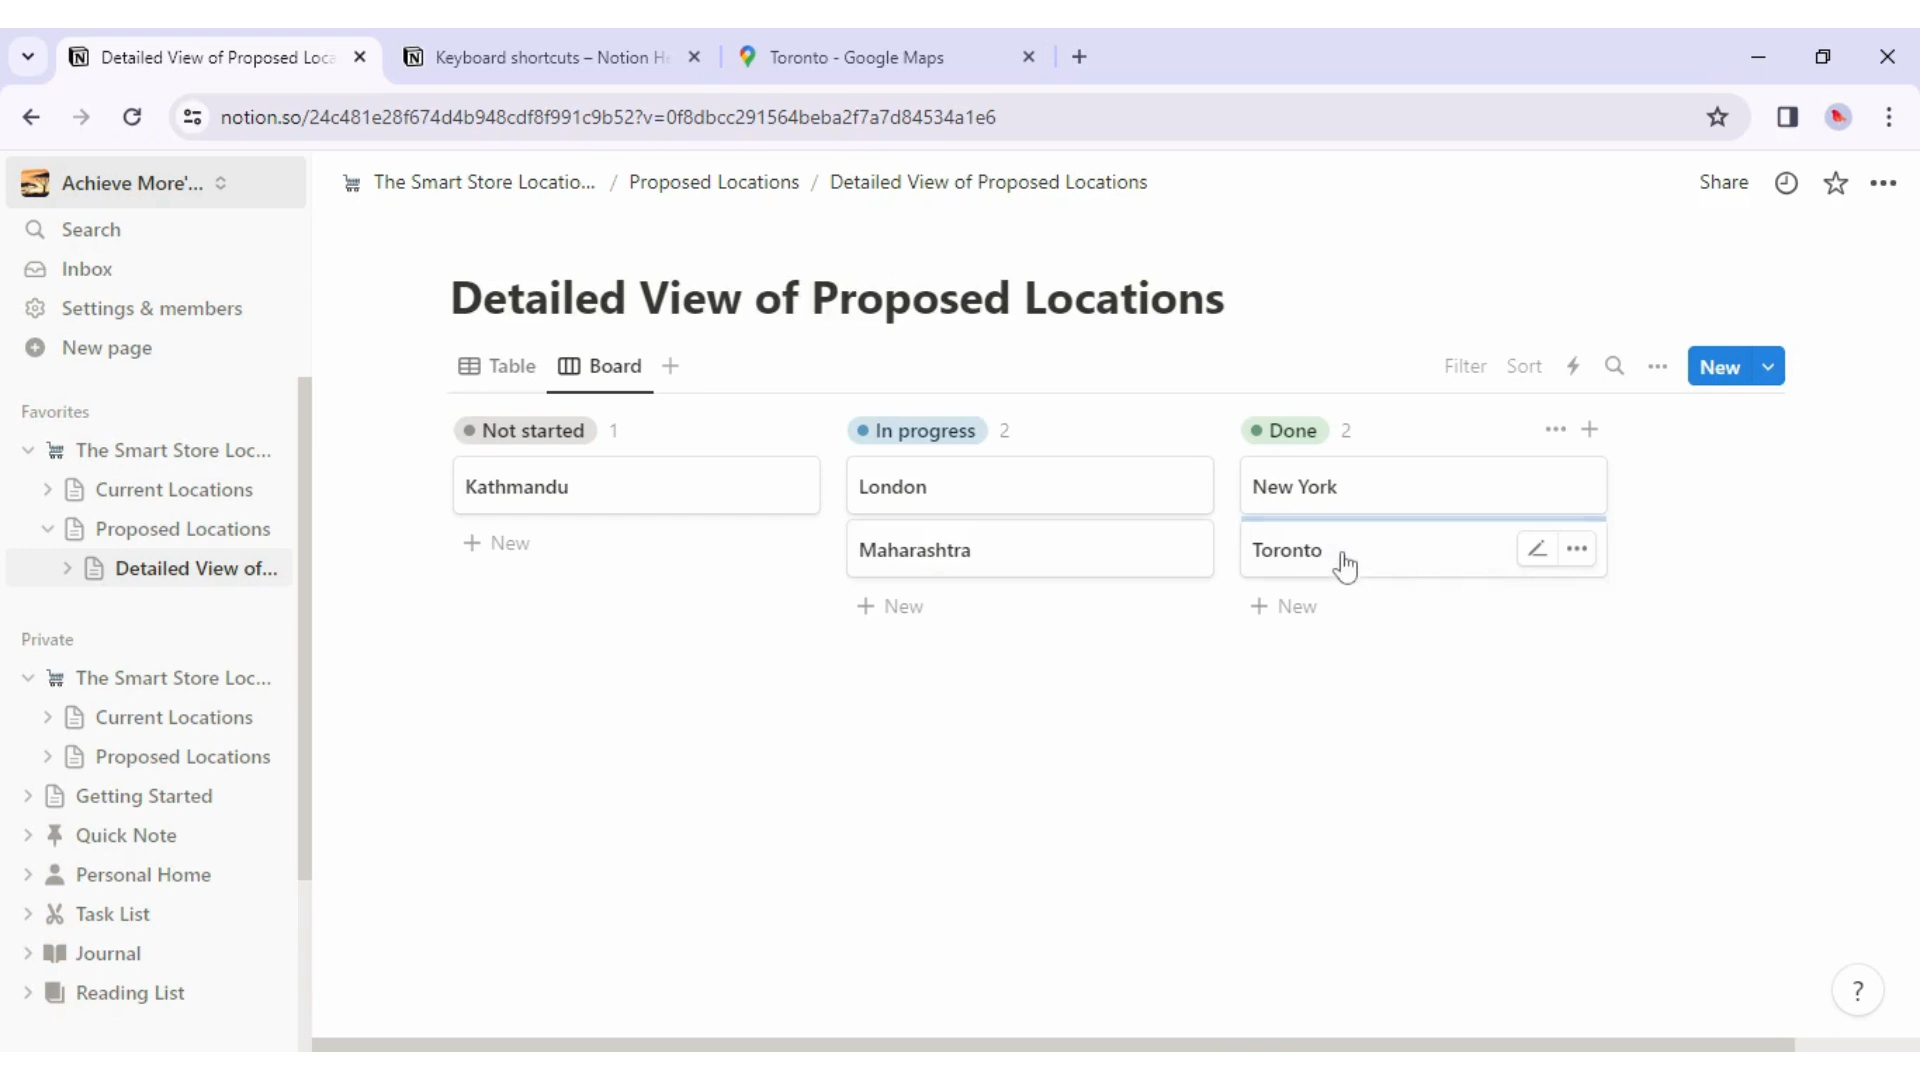 Detailed View of Proposed Loca
Keyboard shortcuts – Notion H
Toronto - Google Maps
notion.so/24c481e28f674d4b948cdf8f991c9b52?v=0f8dbcc291564beba2f7a7d84534a1e6
Achieve More'...
Search
Inbox
Settings & members
New page
Favorites
The Smart Store Loc...
Current Locations
Proposed Locations
Detailed View of...
Private
The Smart Store Loc...
Current Locations
Proposed Locations
Getting Started
Quick Note
Personal Home
Task List
Journal
Reading List
The Smart Store Locatio... / Proposed Locations / Detailed View of Proposed Locations
Share
Detailed View of Proposed Locations
Table Board
Filter Sort New
Not started 1
Kathmandu
+ New
In progress 2
London
Maharashtra
+ New
Done 2
New York
Toronto
+ New
?